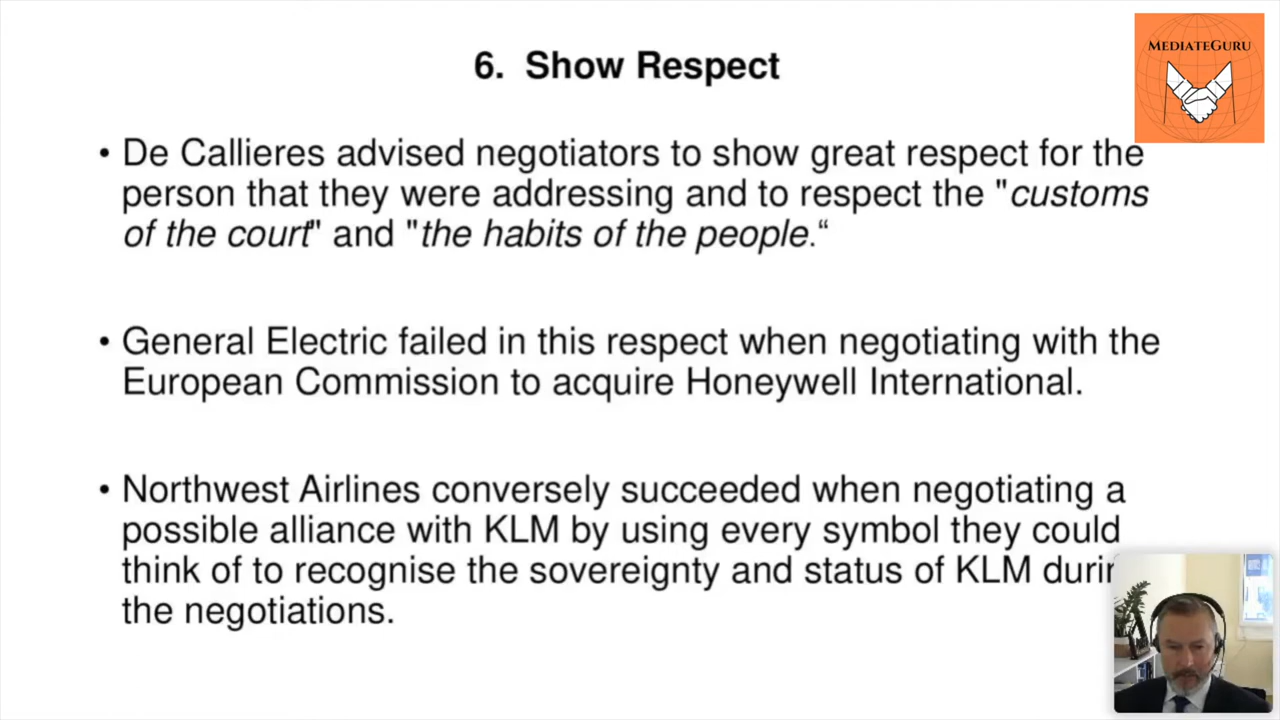 6. Show Respect
MEDIATEGURU
• De Callieres advised negotiators to show great respect for the
person that they were addressing and to respect the "customs
of the court" and "the habits of the people.“
• General Electric failed in this respect when negotiating with the
European Commission to acquire Honeywell International.
• Northwest Airlines conversely succeeded when negotiating a
possible alliance with KLM by using every symbol they could
think of to recognise the sovereignty and status of KLM
the negotiations.